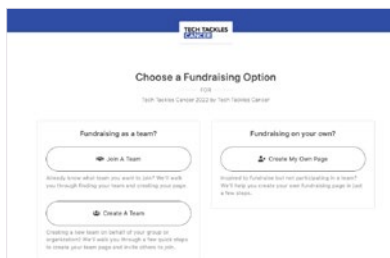 TECH TACKLES
CANCER
Choose a Fundraising Option
FOR
Tech Tackles Cancer 2022 by Tech Tackles Cancer
Fundraising as a team?
Join A Team
Already know what team you want to join? We'll walk
you through finding your team and creating your page.
Create A Team
Creating a new team on behalf of your group or
organization? We'll walk you through a few quick steps
to create your team page and invite others to join.
Fundraising on your own?
Create My Own Page
Inspired to fundraise but not participating in a team?
We'll help you create your own fundraising page in just
a few steps.